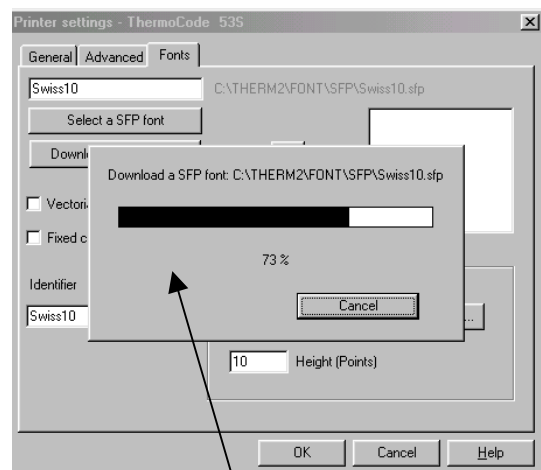 Printer settings - ThermoCode 53S
General Advanced Fonts
Swiss10 C:\THERM2\FONT\SFP\Swiss10.sfp
Select a SFP font
Download a SFP font: C:\THERM2\FONT\SFP\Swiss10.sfp
73 %
Cancel
Identifier
Swiss10
...
10 Height (Points)
OK Cancel Help